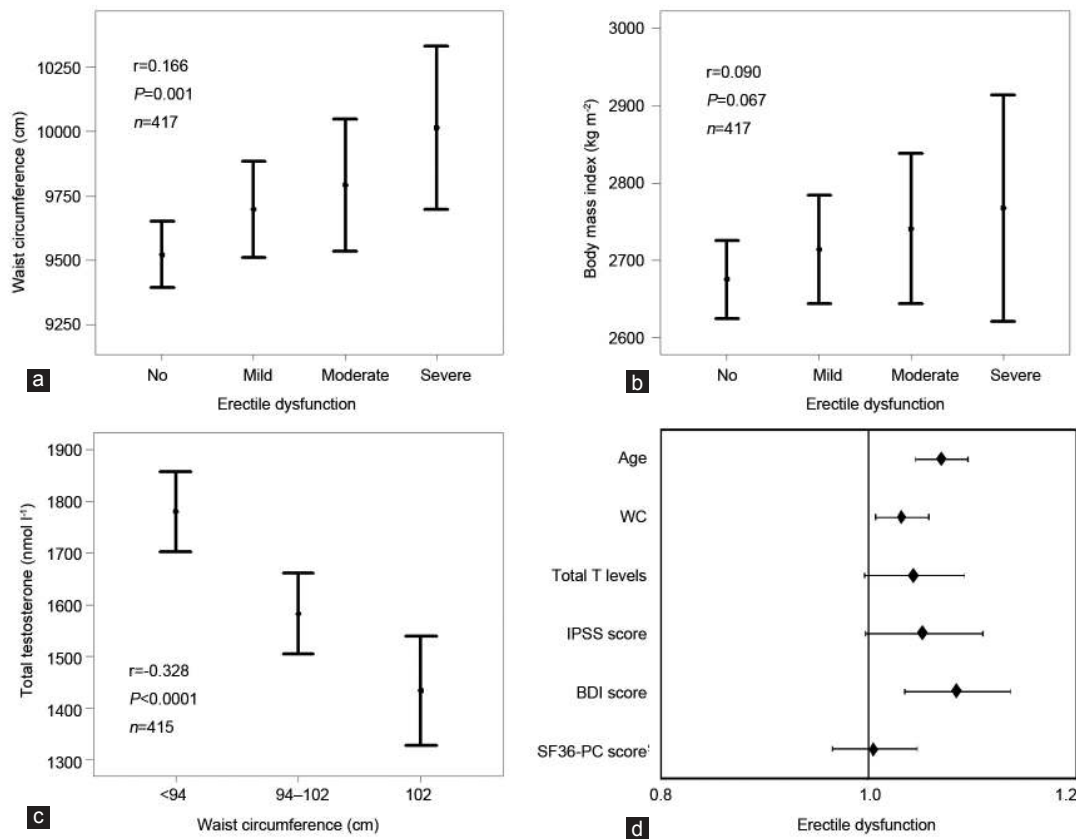 10250
10000
9750
9500
9250
Waist circumference (cm)
r=0.166
P=0.001
n=417
No Mild Moderate Severe
Erectile dysfunction
a
3000
2900
2800
2700
2600
Body mass index (kg m⁻²)
r=0.090
P=0.067
n=417
No Mild Moderate Severe
Erectile dysfunction
b
1900
1800
1700
1600
1500
1400
1300
Total testosterone (nmol l⁻¹)
r=-0.328
P<0.0001
n=415
<94 94–102 102
Waist circumference (cm)
c
Age
WC
Total T levels
IPSS score
BDI score
SF36-PC score
0.8 1.0 1.2
Erectile dysfunction
d